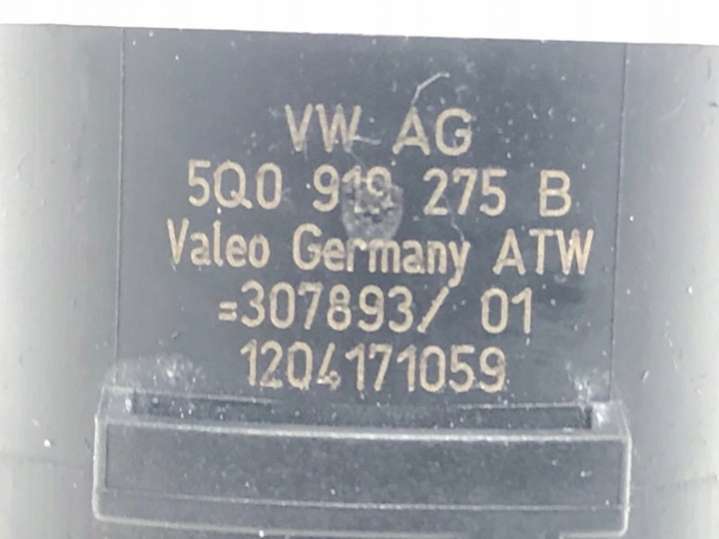 VW AG
5Q0 919 275 B
Valeo Germany ATW
=307893/ 01
1204171059